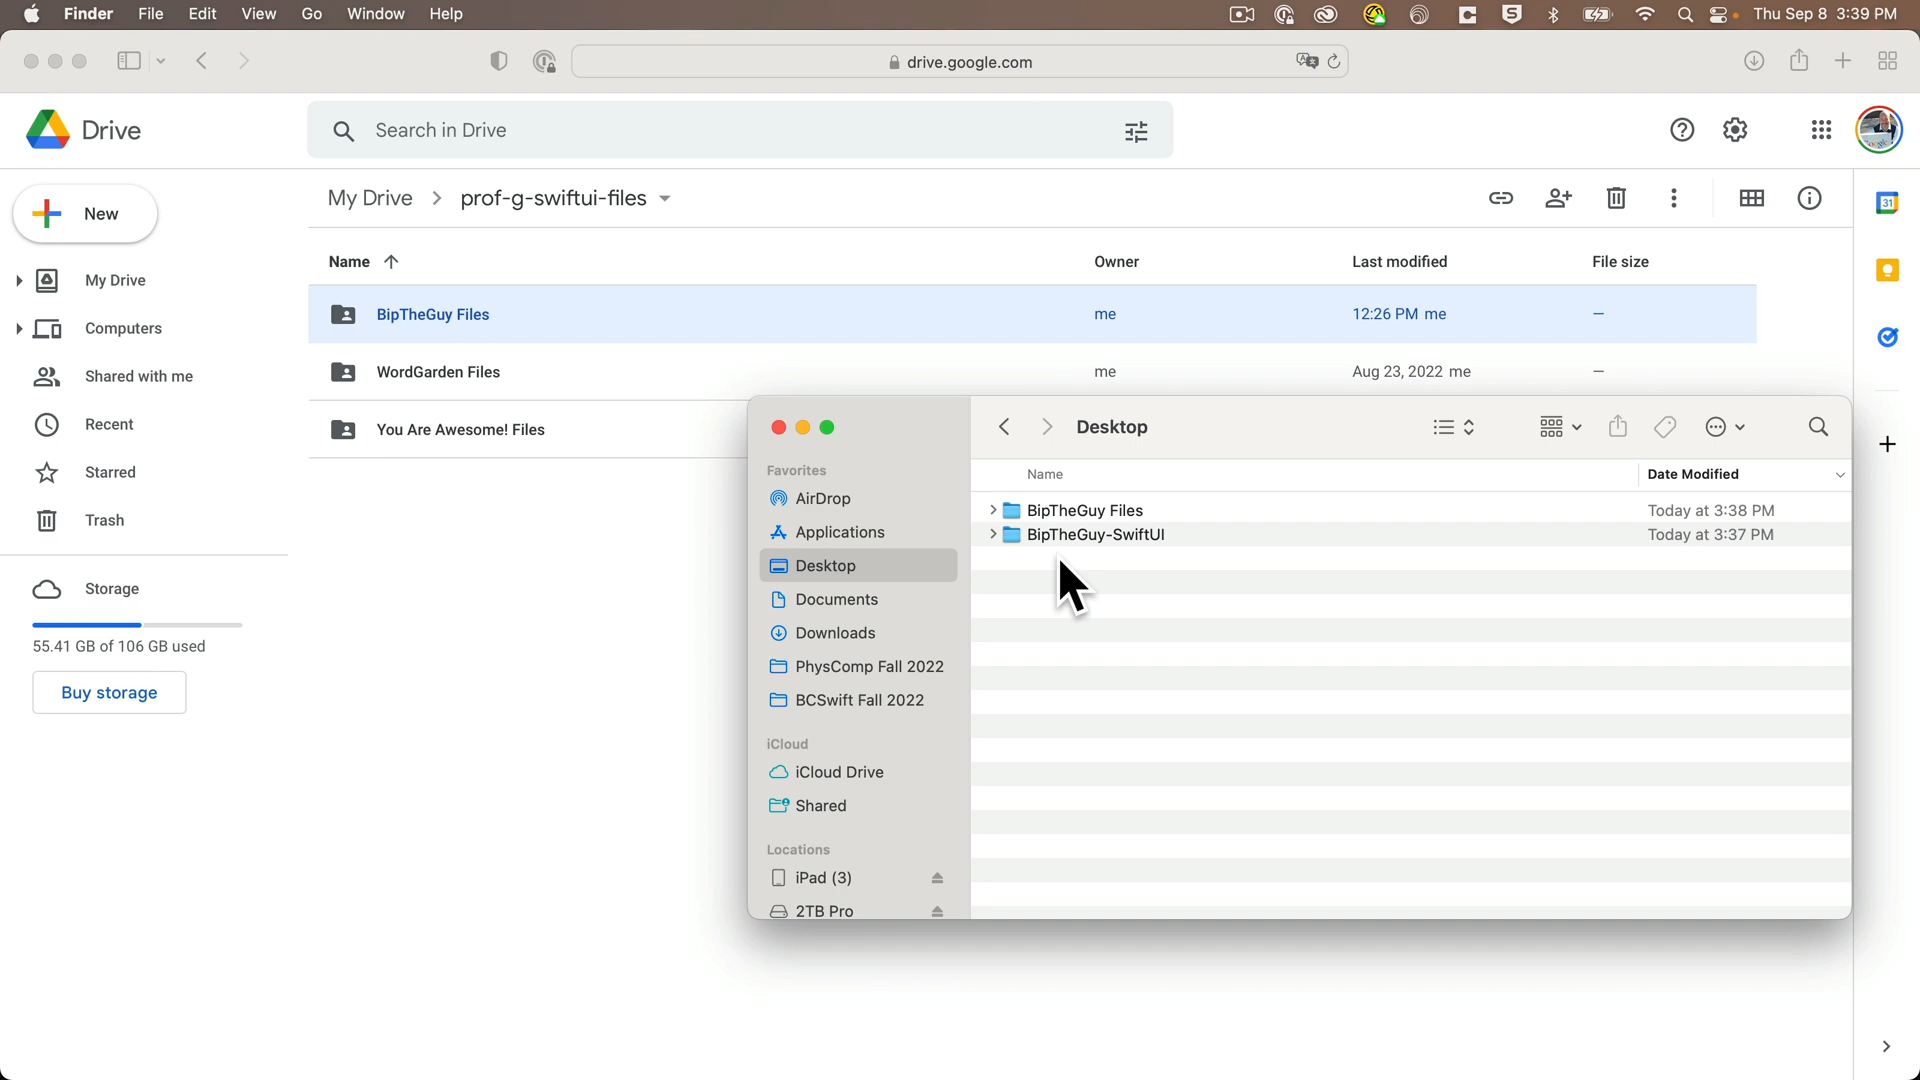 Finder File Edit View Go Window Help
Thu Sep 8 3:39 PM
drive.google.com
Drive
Search in Drive
New
My Drive
Computers
Shared with me
Recent
Starred
Trash
Storage
55.41 GB of 106 GB used
Buy storage
My Drive > prof-g-swiftui-files
Name Owner Last modified File size
BipTheGuy Files me 12:26 PM me –
WordGarden Files me Aug 23, 2022 me –
You Are Awesome! Files
31
Desktop
Favorites
AirDrop
Applications
Desktop
Documents
Downloads
PhysComp Fall 2022
BCSwift Fall 2022
iCloud
iCloud Drive
Shared
Locations
iPad (3)
2TB Pro
Name Date Modified
BipTheGuy Files Today at 3:38 PM
BipTheGuy-SwiftUI Today at 3:37 PM